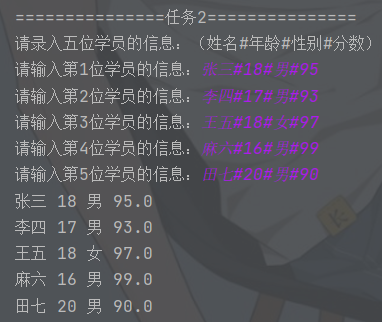 ===============任务2===============
请录入五位学员的信息：（姓名#年龄#性别#分数）
请输入第1位学员的信息：张三#18#男#95
请输入第2位学员的信息：李四#17#男#93
请输入第3位学员的信息：王五#18#女#97
请输入第4位学员的信息：麻六#16#男#99
请输入第5位学员的信息：田七#20#男#90
张三 18 男 95.0
李四 17 男 93.0
王五 18 女 97.0
麻六 16 男 99.0
田七 20 男 90.0